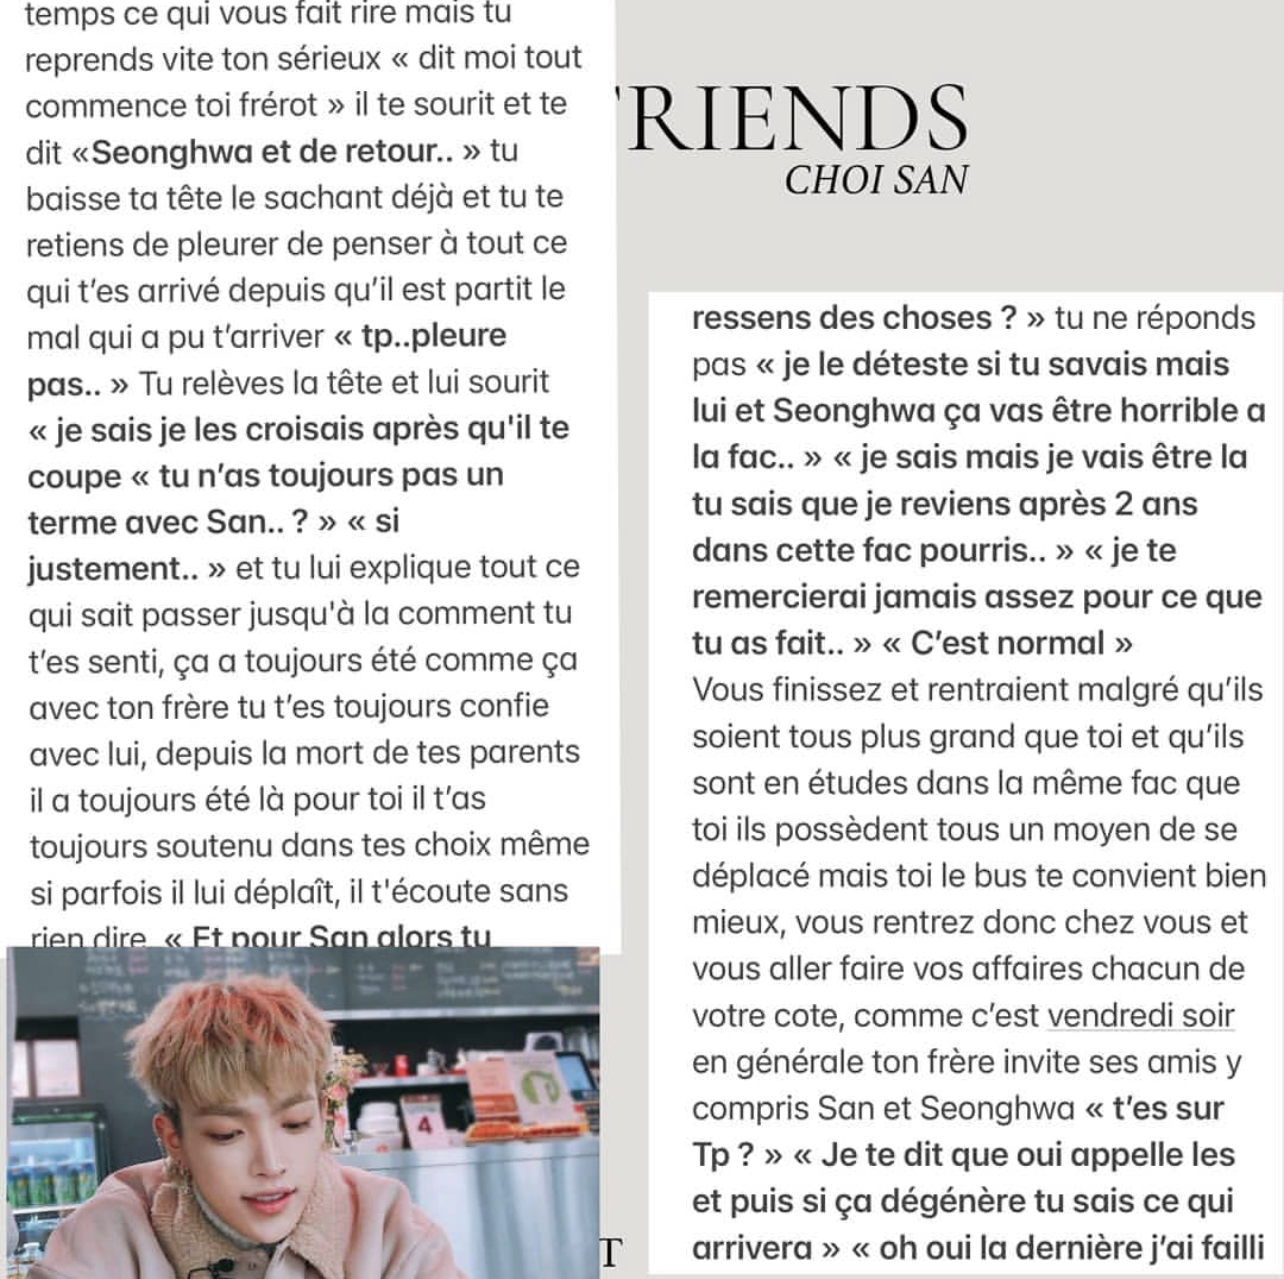 temps ce qui vous fait rire mais tu
reprends vite ton sérieux « dit moi tout
commence toi frérot » il te sourit et te
dit «Seonghwa et de retour.. » tu
baisse ta tête le sachant déjà et tu te
retiens de pleurer de penser à tout ce
qui t’es arrivé depuis qu’il est partit le
mal qui a pu t’arriver « tp..pleure
pas.. » Tu relèves la tête et lui sourit
« je sais je les croisais après qu'il te
coupe « tu n’as toujours pas un
terme avec San.. ? » « si
justement.. » et tu lui explique tout ce
qui sait passer jusqu'à la comment tu
t’es senti, ça a toujours été comme ça
avec ton frère tu t’es toujours confie
avec lui, depuis la mort de tes parents
il a toujours été là pour toi il t’as
toujours soutenu dans tes choix même
si parfois il lui déplaît, il t'écoute sans
rien dire « Et pour San alors tu
RIENDS
CHOI SAN
ressens des choses ? » tu ne réponds
pas « je le déteste si tu savais mais
lui et Seonghwa ça vas être horrible a
la fac.. » « je sais mais je vais être la
tu sais que je reviens après 2 ans
dans cette fac pourris.. » « je te
remercierai jamais assez pour ce que
tu as fait.. » « C’est normal »
Vous finissez et rentraient malgré qu’ils
soient tous plus grand que toi et qu’ils
sont en études dans la même fac que
toi ils possèdent tous un moyen de se
déplacé mais toi le bus te convient bien
mieux, vous rentrez donc chez vous et
vous aller faire vos affaires chacun de
votre cote, comme c’est vendredi soir
en générale ton frère invite ses amis y
compris San et Seonghwa « t’es sur
Tp ? » « Je te dit que oui appelle les
et puis si ça dégénère tu sais ce qui
arrivera » « oh oui la dernière j’ai failli
4
T